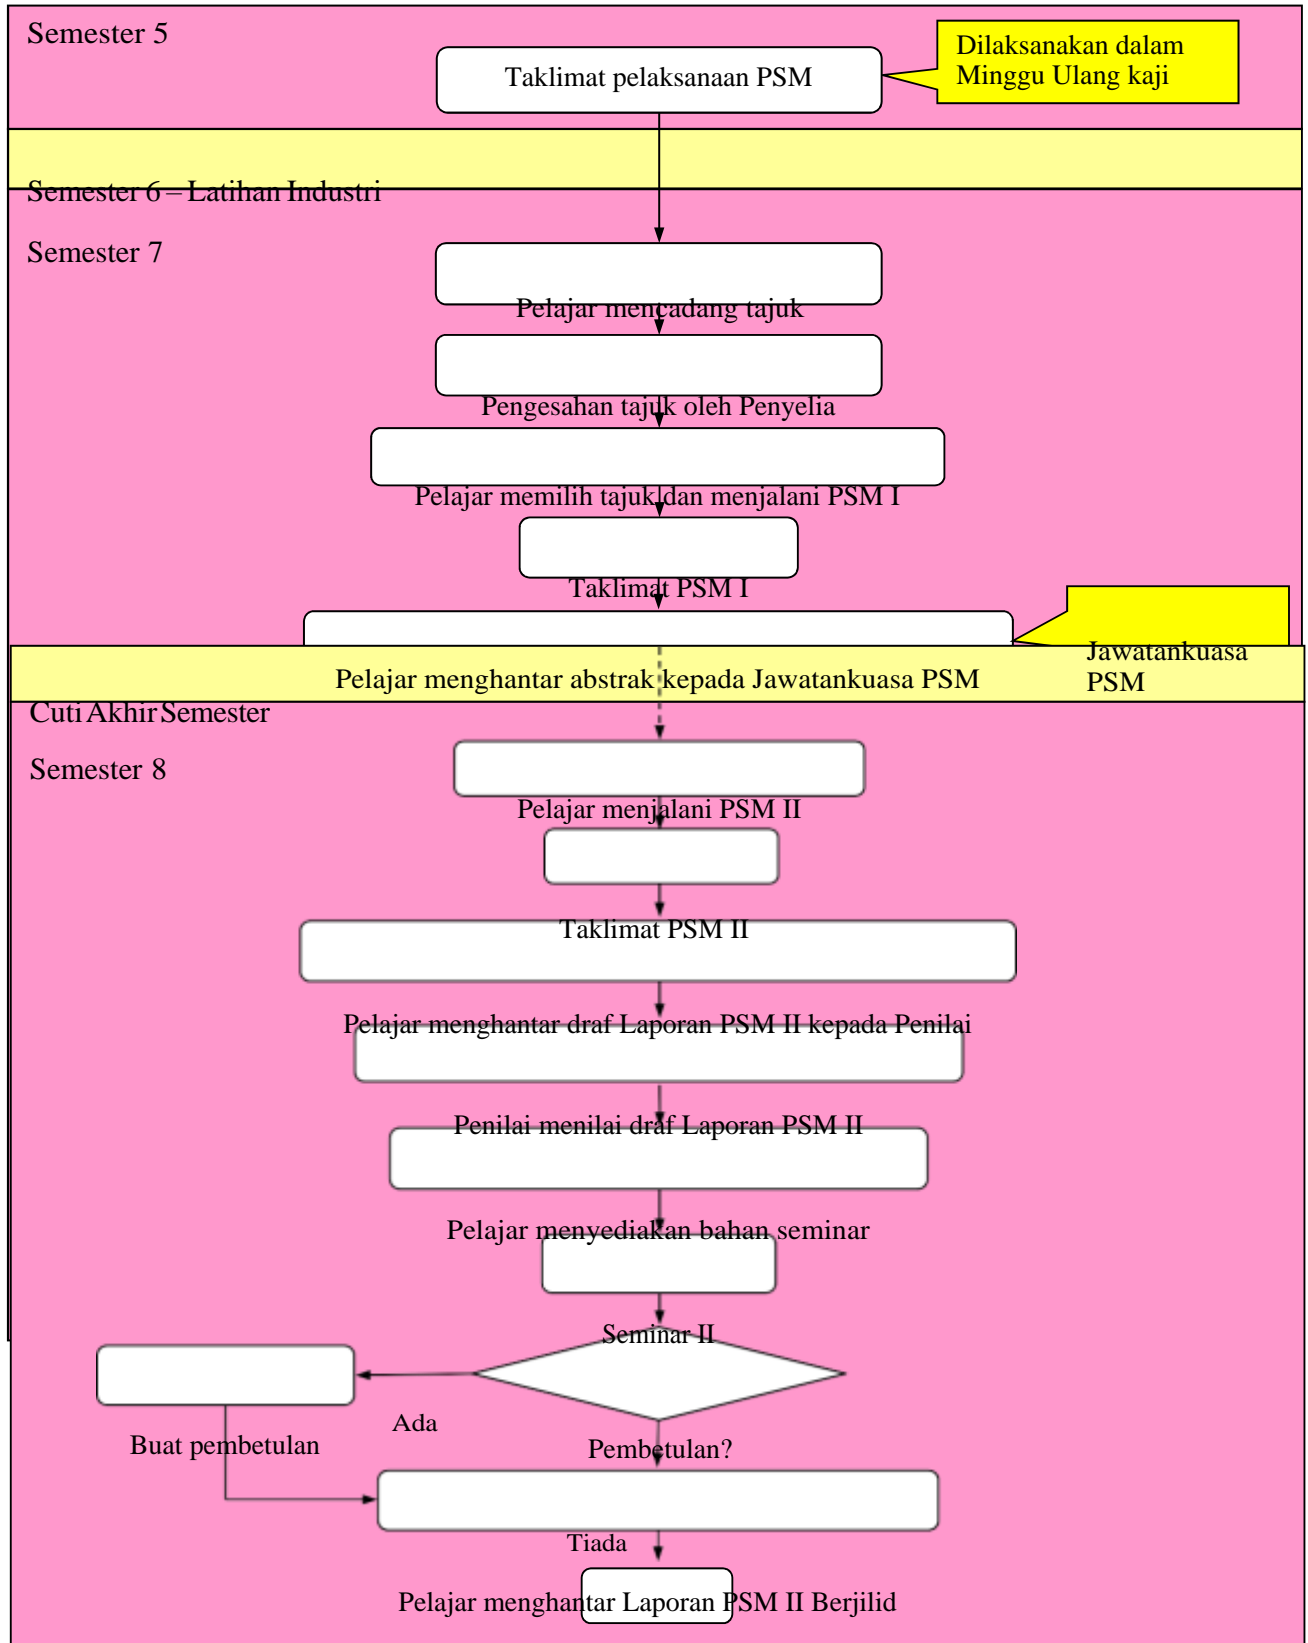 Semester 5
Taklimat pelaksanaan PSM
Dilaksanakan dalam
Minggu Ulang kaji
Semester 6 – Latihan Industri
Semester 7
Pelajar mencadang tajuk
Pengesahan tajuk oleh Penyelia
Pelajar memilih tajuk dan menjalani PSM I
Taklimat PSM I
Jawatankuasa
PSM
Pelajar menghantar abstrak kepada Jawatankuasa PSM
Cuti Akhir Semester
Semester 8
Pelajar menjalani PSM II
Taklimat PSM II
Pelajar menghantar draf Laporan PSM II kepada Penilai
Penilai menilai draf Laporan PSM II
Pelajar menyediakan bahan seminar
Seminar II
Ada
Buat pembetulan
Pembetulan?
Tiada
Pelajar menghantar Laporan PSM II Berjilid